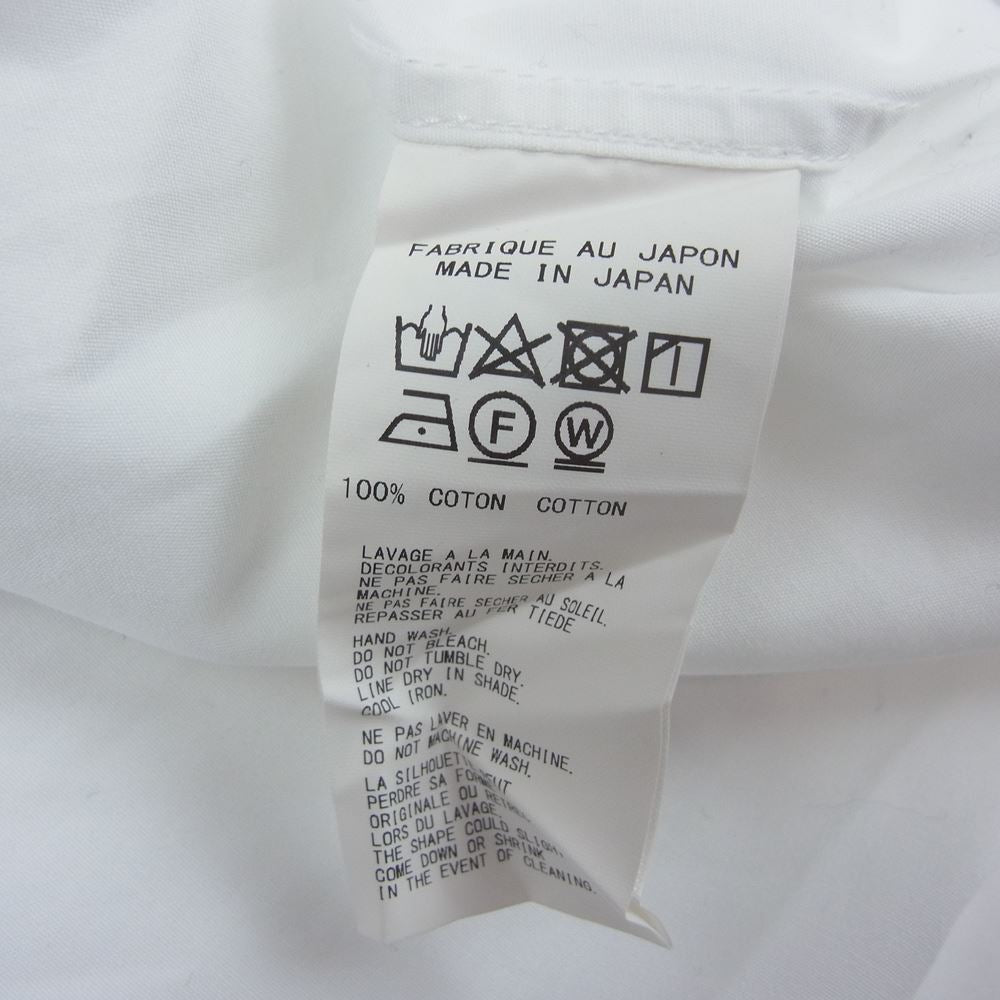 FABRIQUE AU JAPON
MADE IN JAPAN
F W
100% COTON COTTON
LAVAGE A LA MAIN.
DECOLORANTS INTERDITS.
NE PAS FAIRE SECHER A LA
MACHINE.
NE PAS FAIRE SECHER AU SOLEIL.
REPASSER AU FER TIEDE
HAND WASH.
DO NOT BLEACH.
DO NOT TUMBLE DRY.
LINE DRY IN SHADE.
COOL IRON.
NE PAS LAVER EN MACHINE.
DO NOT MACHINE WASH.
LA SILHOUETTE PEUT
PERDRE SA FORME
ORIGINALE OU
LORS DU LAVAGE.
THE SHAPE COULD
COME DOWN OR SHRINK
IN THE EVENT OF CLEANING.